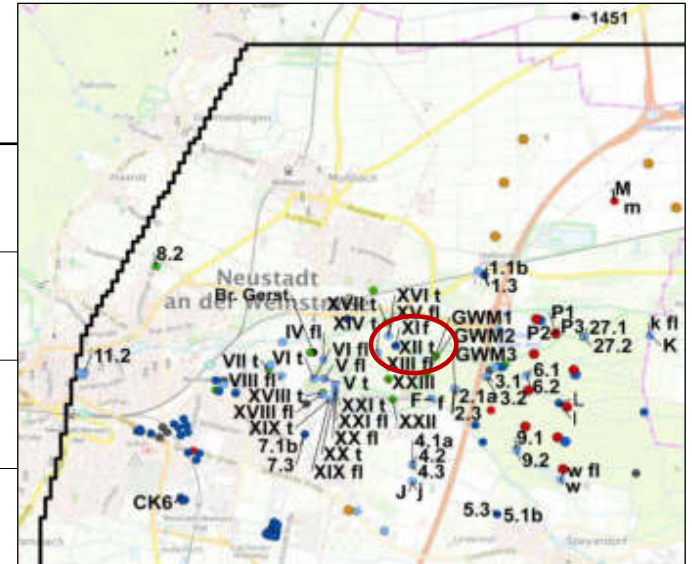 1451
M
m
8.2
1.1b
1.3
Neustadt
an der Weinstraße
Br. Gerst.
XVII t
XVI t
XV fl
XIV t
XI f
GWM1
P1
P2
P3
27.1
27.2
k fl
K
IV fl
VI fl
XII t
GWM2
XIII fl
GWM3
11.2
VII t
VI t
V fl
VIII fl
V t
XXIII
3.1
6.1
6.2
3.2
XVIII t
F
f
2.1a
2.3
L
l
XVIII fl
XXI t
XXII
XIX t
XXI fl
7.1b
XX fl
4.1a
9.1
7.3
XX t
4.2
9.2
XIX fl
4.3
w fl
w
J
j
CK6
5.3
5.1b
Speyerdorf